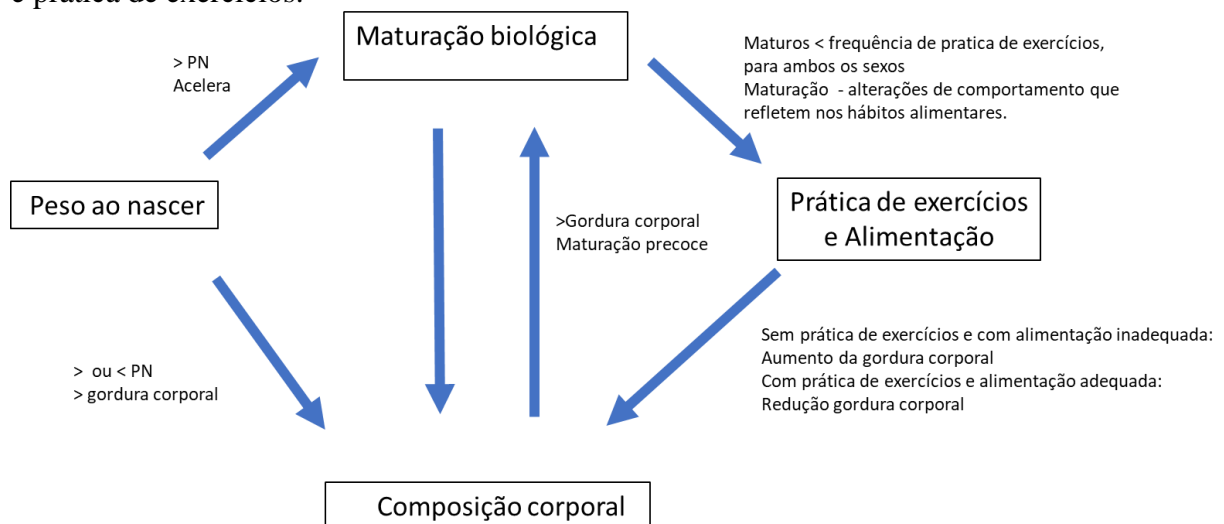 e prática de exercícios.
Maturação biológica
> PN
Acelera
Maturos < frequência de pratica de exercícios,
para ambos os sexos
Maturação - alterações de comportamento que
refletem nos hábitos alimentares.
Peso ao nascer
>Gordura corporal
Maturação precoce
Prática de exercícios
e Alimentação
> ou < PN
> gordura corporal
Sem prática de exercícios e com alimentação inadequada:
Aumento da gordura corporal
Com prática de exercícios e alimentação adequada:
Redução gordura corporal
Composição corporal